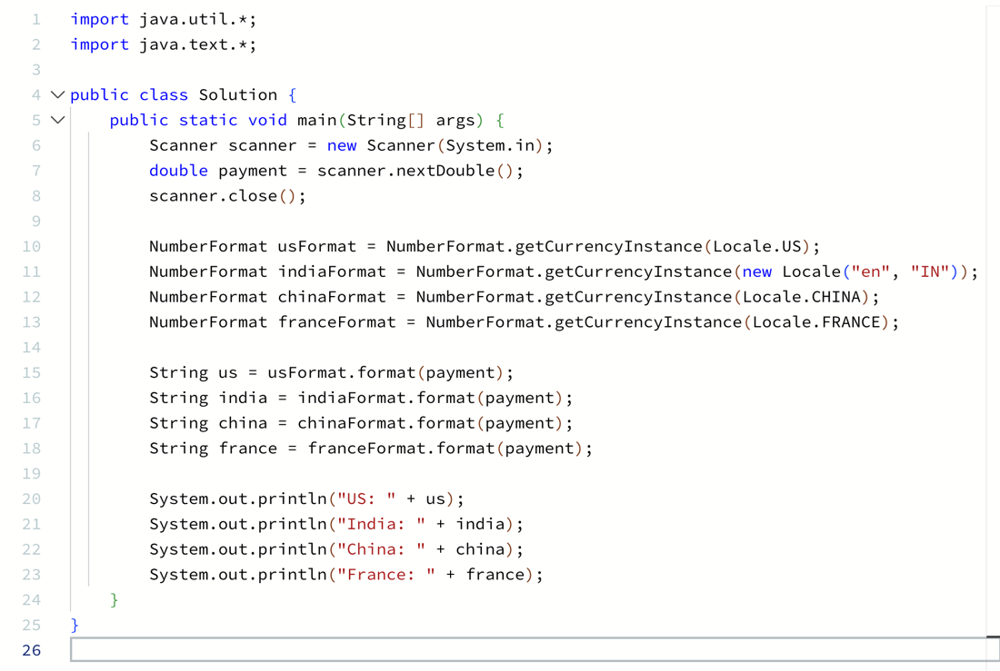 1 import java.util.*;
2 import java.text.*;
3
4 public class Solution {
5     public static void main(String[] args) {
6         Scanner scanner = new Scanner(System.in);
7         double payment = scanner.nextDouble();
8         scanner.close();
9
10         NumberFormat usFormat = NumberFormat.getCurrencyInstance(Locale.US);
11         NumberFormat indiaFormat = NumberFormat.getCurrencyInstance(new Locale("en", "IN"));
12         NumberFormat chinaFormat = NumberFormat.getCurrencyInstance(Locale.CHINA);
13         NumberFormat franceFormat = NumberFormat.getCurrencyInstance(Locale.FRANCE);
14
15         String us = usFormat.format(payment);
16         String india = indiaFormat.format(payment);
17         String china = chinaFormat.format(payment);
18         String france = franceFormat.format(payment);
19
20         System.out.println("US: " + us);
21         System.out.println("India: " + india);
22         System.out.println("China: " + china);
23         System.out.println("France: " + france);
24     }
25 }
26